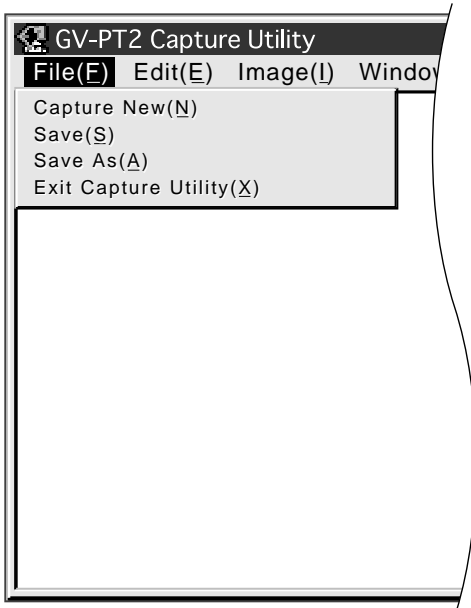 GV-PT2 Capture Utility
File(F) Edit(E) Image(I)
Capture New(N)
Save(S)
Save As(A)
Exit Capture Utility(X)